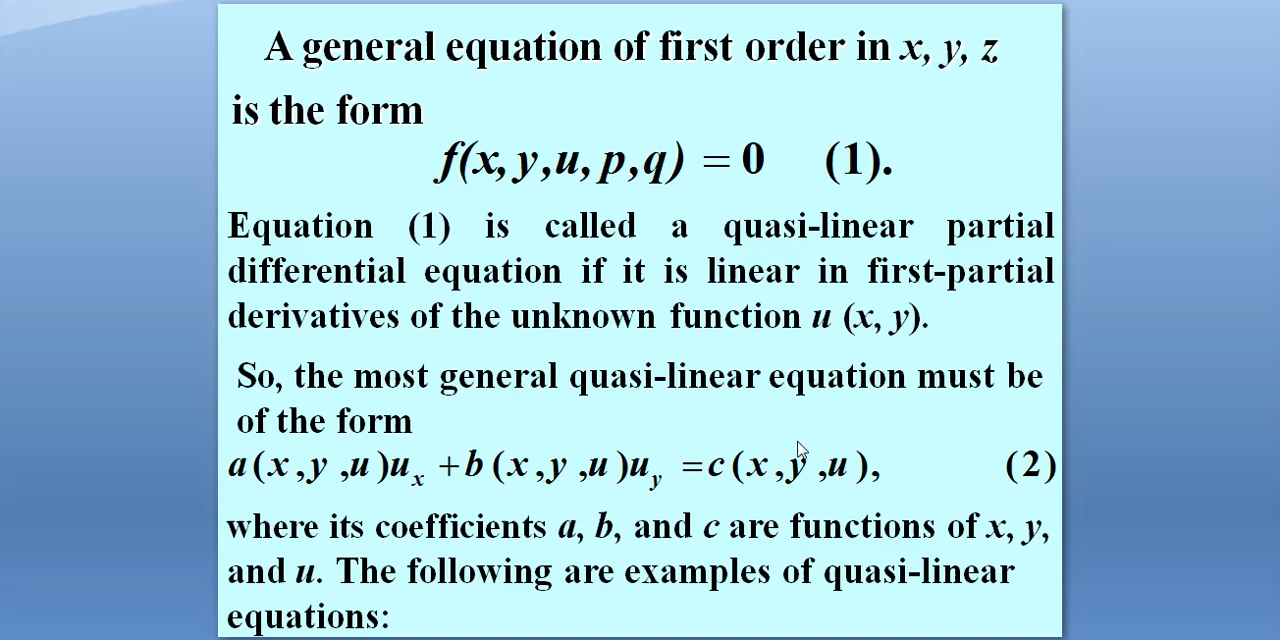 A general equation of first order in x, y, z
is the form
f(x, y,u, p,q) = 0 (1).
Equation (1) is called a quasi-linear partial
differential equation if it is linear in first-partial
derivatives of the unknown function u (x, y).
So, the most general quasi-linear equation must be
of the form
a(x ,y ,u)uₓ +b (x ,y ,u)u_y =c(x ,y ,u), (2)
where its coefficients a, b, and c are functions of x, y,
and u. The following are examples of quasi-linear
equations: